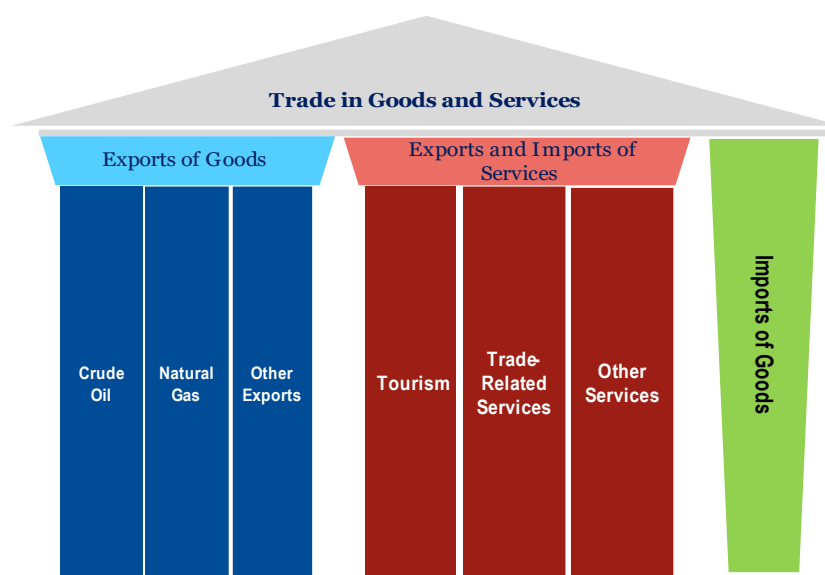 Trade in Goods and Services
Exports of Goods
Exports and Imports of
Services
Crude
Oil
Natural
Gas
Other
Exports
Tourism
Trade-
Related
Services
Other
Services
Imports of Goods